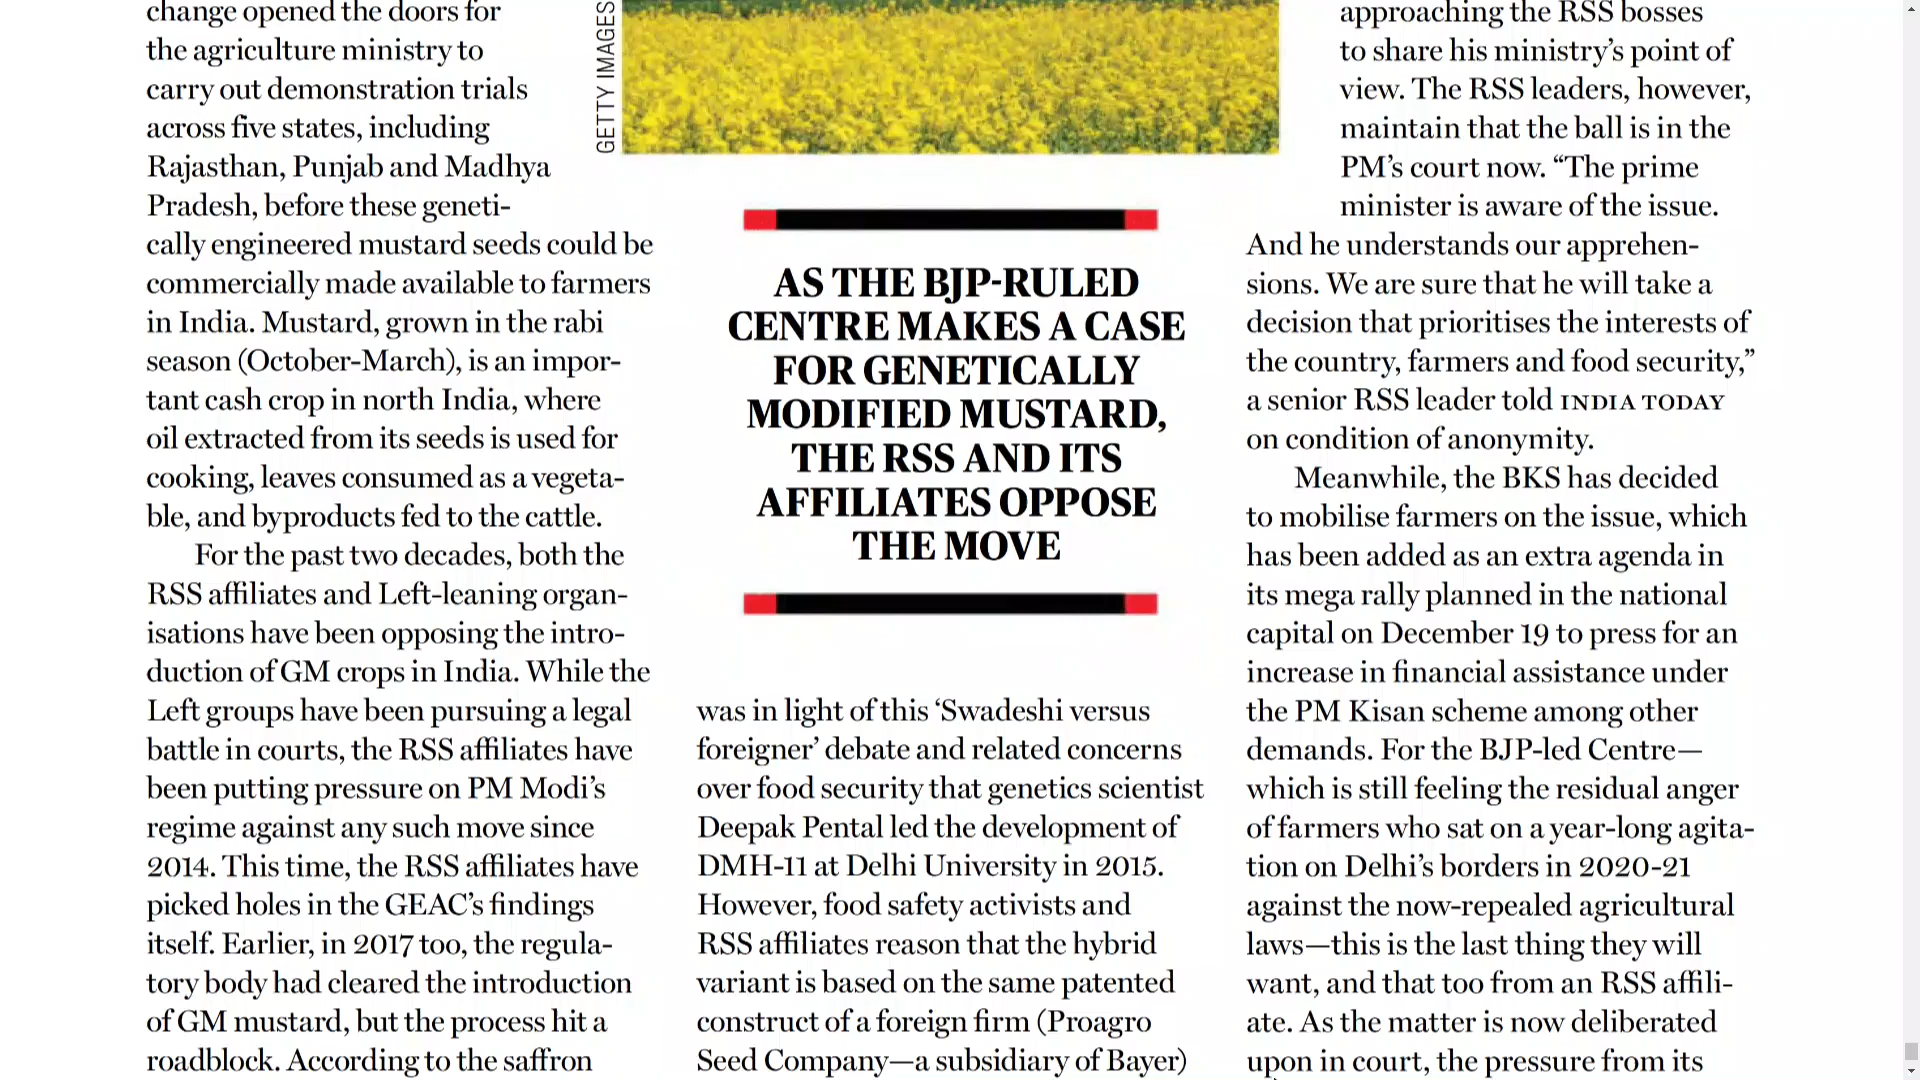 change opened the doors for
the agriculture ministry to
carry out demonstration trials
across five states, including
Rajasthan, Punjab and Madhya
Pradesh, before these geneti-
cally engineered mustard seeds could be
commercially made available to farmers
in India. Mustard, grown in the rabi
season (October-March), is an impor-
tant cash crop in north India, where
oil extracted from its seeds is used for
cooking, leaves consumed as a vegeta-
ble, and byproducts fed to the cattle.
For the past two decades, both the
RSS affiliates and Left-leaning organ-
isations have been opposing the intro-
duction of GM crops in India. While the
Left groups have been pursuing a legal
battle in courts, the RSS affiliates have
been putting pressure on PM Modi’s
regime against any such move since
2014. This time, the RSS affiliates have
picked holes in the GEAC’s findings
itself. Earlier, in 2017 too, the regula-
tory body had cleared the introduction
of GM mustard, but the process hit a
roadblock. According to the saffron
GETTY IMAGES
AS THE BJP-RULED
CENTRE MAKES A CASE
FOR GENETICALLY
MODIFIED MUSTARD,
THE RSS AND ITS
AFFILIATES OPPOSE
THE MOVE
was in light of this ‘Swadeshi versus
foreigner’ debate and related concerns
over food security that genetics scientist
Deepak Pental led the development of
DMH-11 at Delhi University in 2015.
However, food safety activists and
RSS affiliates reason that the hybrid
variant is based on the same patented
construct of a foreign firm (Proagro
Seed Company—a subsidiary of Bayer)
approaching the RSS bosses
to share his ministry’s point of
view. The RSS leaders, however,
maintain that the ball is in the
PM’s court now. “The prime
minister is aware of the issue.
And he understands our apprehen-
sions. We are sure that he will take a
decision that prioritises the interests of
the country, farmers and food security,”
a senior RSS leader told INDIA TODAY
on condition of anonymity.
Meanwhile, the BKS has decided
to mobilise farmers on the issue, which
has been added as an extra agenda in
its mega rally planned in the national
capital on December 19 to press for an
increase in financial assistance under
the PM Kisan scheme among other
demands. For the BJP-led Centre—
which is still feeling the residual anger
of farmers who sat on a year-long agita-
tion on Delhi’s borders in 2020-21
against the now-repealed agricultural
laws—this is the last thing they will
want, and that too from an RSS affili-
ate. As the matter is now deliberated
upon in court, the pressure from its